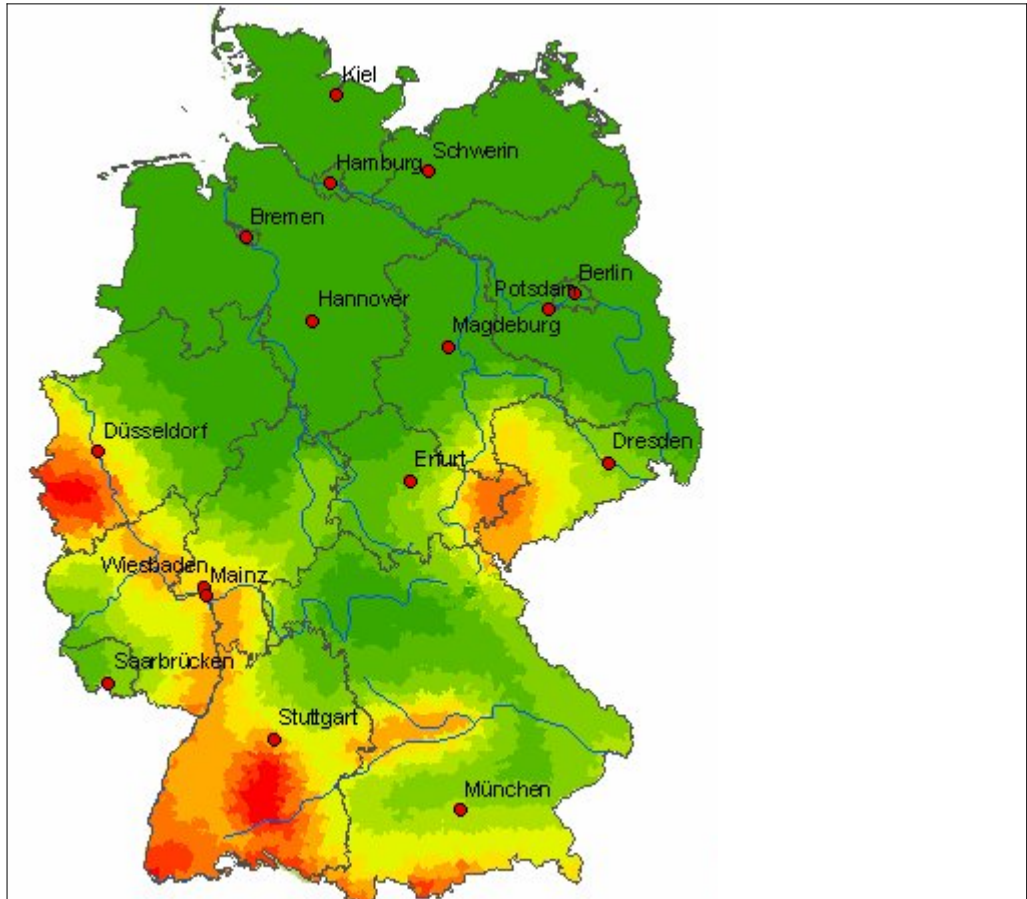 Kiel
Schwerin
Hamburg
Bremen
Berlin
Potsdam
Hannover
Magdeburg
Düsseldorf
Dresden
Erfurt
Wiesbaden
Mainz
Saarbrücken
Stuttgart
München